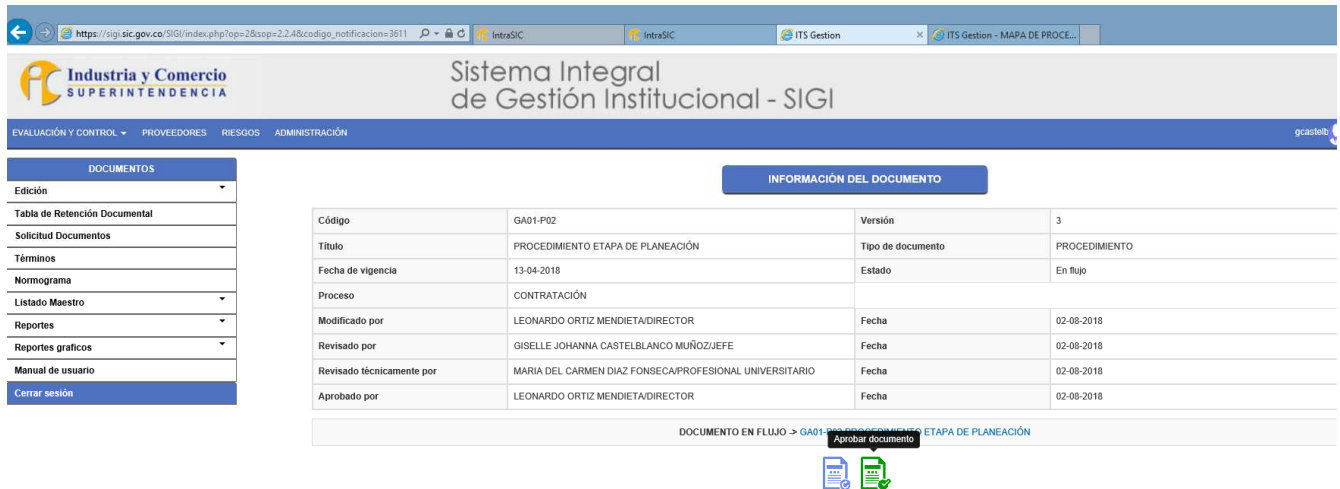 https://sigi.sic.gov.co/SIGI/index.php?op=2&sop=2.2.4&codigo_notificacion=3611 IntraSIC IntraSIC ITS Gestion ITS Gestion - MAPA DE PROCE...
Industria y Comercio
SUPERINTENDENCIA
Sistema Integral
de Gestión Institucional - SIGI
EVALUACIÓN Y CONTROL PROVEEDORES RIESGOS ADMINISTRACIÓN gcastelb
DOCUMENTOS
Edición
Tabla de Retención Documental
Solicitud Documentos
Términos
Normograma
Listado Maestro
Reportes
Reportes graficos
Manual de usuario
Cerrar sesión
INFORMACIÓN DEL DOCUMENTO
Código GA01-P02 Versión 3
Título PROCEDIMIENTO ETAPA DE PLANEACIÓN Tipo de documento PROCEDIMIENTO
Fecha de vigencia 13-04-2018 Estado En flujo
Proceso CONTRATACIÓN
Modificado por LEONARDO ORTIZ MENDIETA/DIRECTOR Fecha 02-08-2018
Revisado por GISELLE JOHANNA CASTELBLANCO MUÑOZ/JEFE Fecha 02-08-2018
Revisado técnicamente por MARIA DEL CARMEN DIAZ FONSECA/PROFESIONAL UNIVERSITARIO Fecha 02-08-2018
Aprobado por LEONARDO ORTIZ MENDIETA/DIRECTOR Fecha 02-08-2018
DOCUMENTO EN FLUJO -> GA01-P02 PROCEDIMIENTO ETAPA DE PLANEACIÓN
Aprobar documento